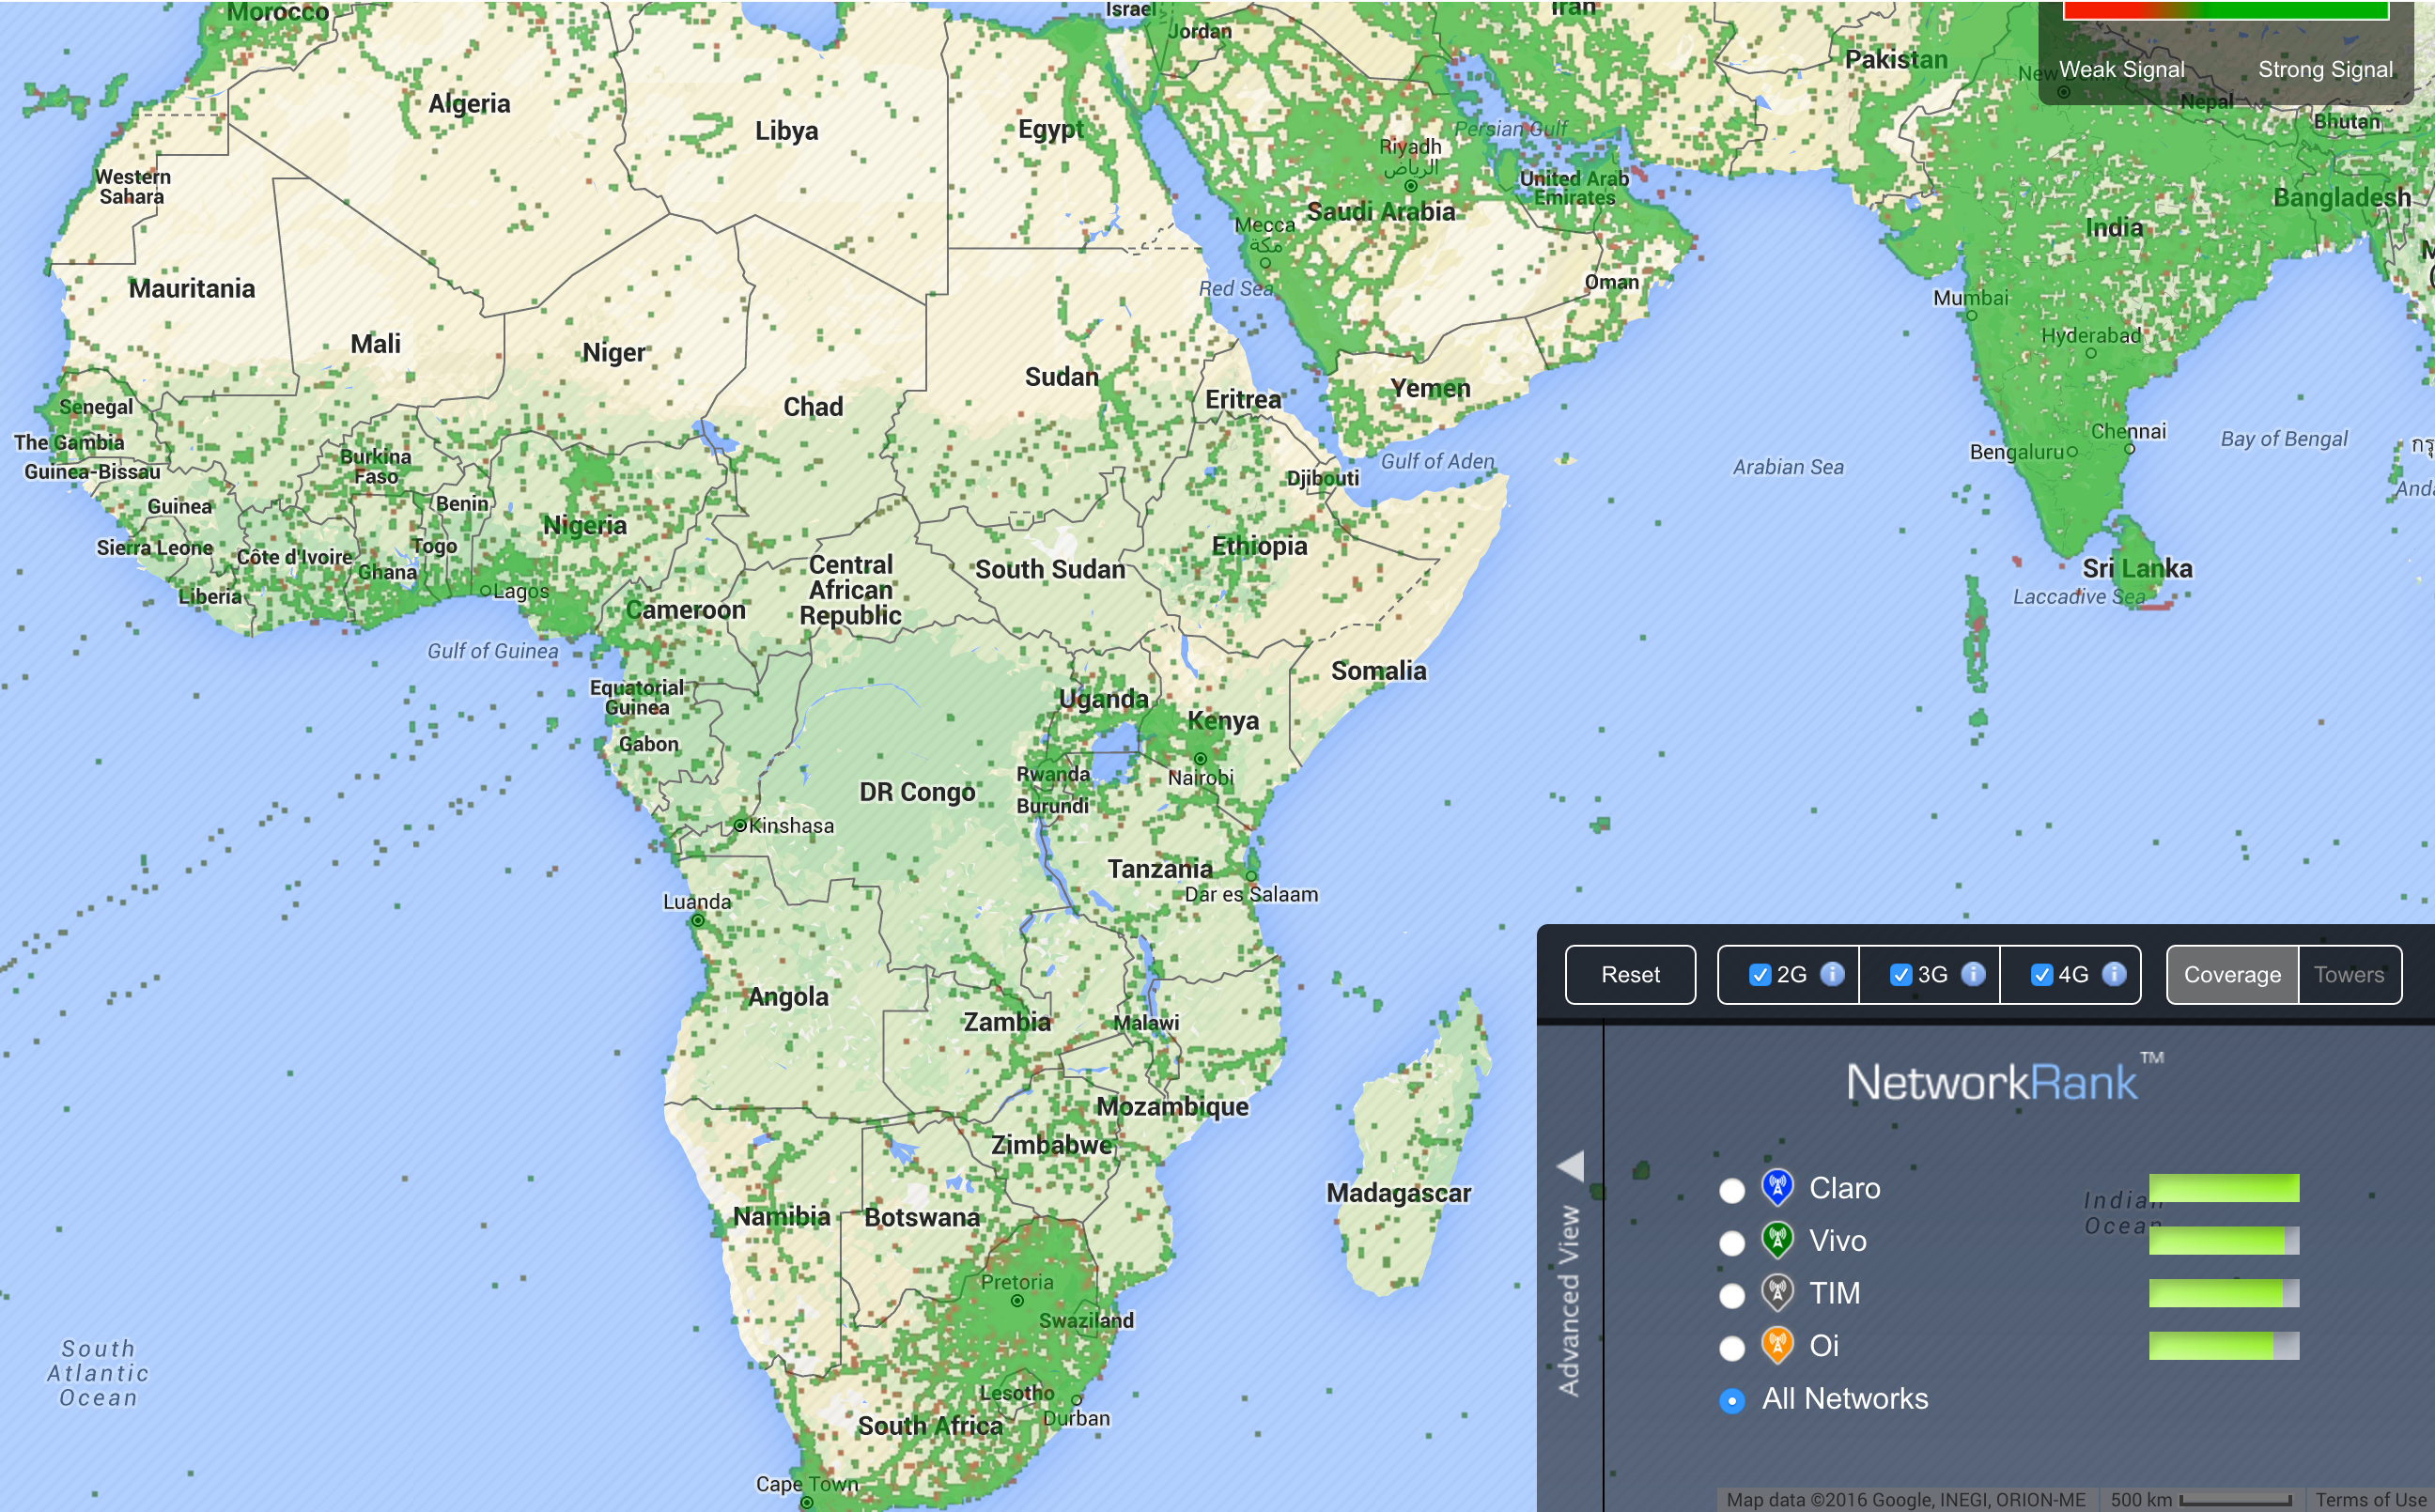 Morocco
Israel
Jordan
Iran
Pakistan
Weak Signal
Strong Signal
Nepal
Bhutan
Algeria
Libya
Egypt
Persian Gulf
Riyadh
الرياض
United Arab
Emirates
Saudi Arabia
Bangladesh
India
Western
Sahara
Mecca
مكة
Mauritania
Red Sea
Oman
Mumbai
Mali
Niger
Hyderabad
Sudan
Eritrea
Yemen
Chad
Senegal
The Gambia
Guinea-Bissau
Burkina
Faso
Djibouti
Gulf of Aden
Arabian Sea
Bengaluru
Chennai
Bay of Bengal
Guinea
Benin
Nigeria
Sierra Leone
Côte d'Ivoire
Togo
Ghana
Ethiopia
Central
African
Republic
South Sudan
Sri Lanka
Laccadive Sea
Liberia
Lagos
Cameroon
Gulf of Guinea
Somalia
Equatorial
Guinea
Uganda
Kenya
Gabon
Rwanda
Nairobi
Burundi
DR Congo
Kinshasa
Tanzania
Dar es Salaam
Luanda
Angola
Zambia
Malawi
Mozambique
Zimbabwe
Madagascar
Namibia
Botswana
Pretoria
Swaziland
South
Atlantic
Ocean
Lesotho
Durban
South Africa
Cape Town
Reset
2G
3G
4G
Coverage
Towers
NetworkRank™
Advanced View
Claro
Vivo
TIM
Oi
All Networks
Indian
Ocean
Map data ©2016 Google, INEGI, ORION-ME
500 km
Terms of Use